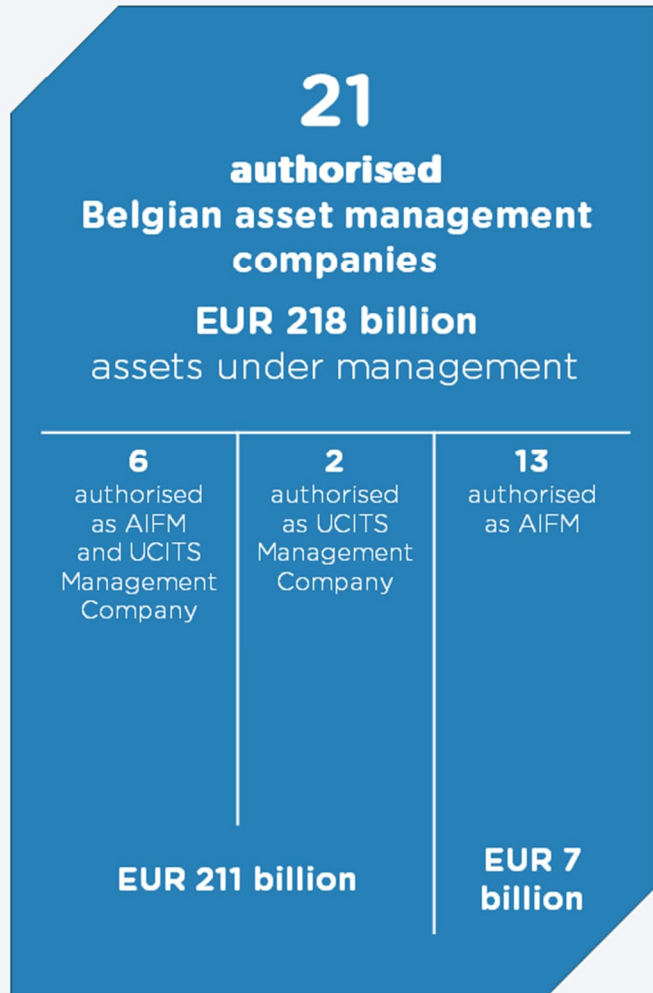 21
authorised
Belgian asset management
companies
EUR 218 billion
assets under management
6
authorised
as AIFM
and UCITS
Management
Company
2
authorised
as UCITS
Management
Company
13
authorised
as AIFM
EUR 211 billion
EUR 7
billion